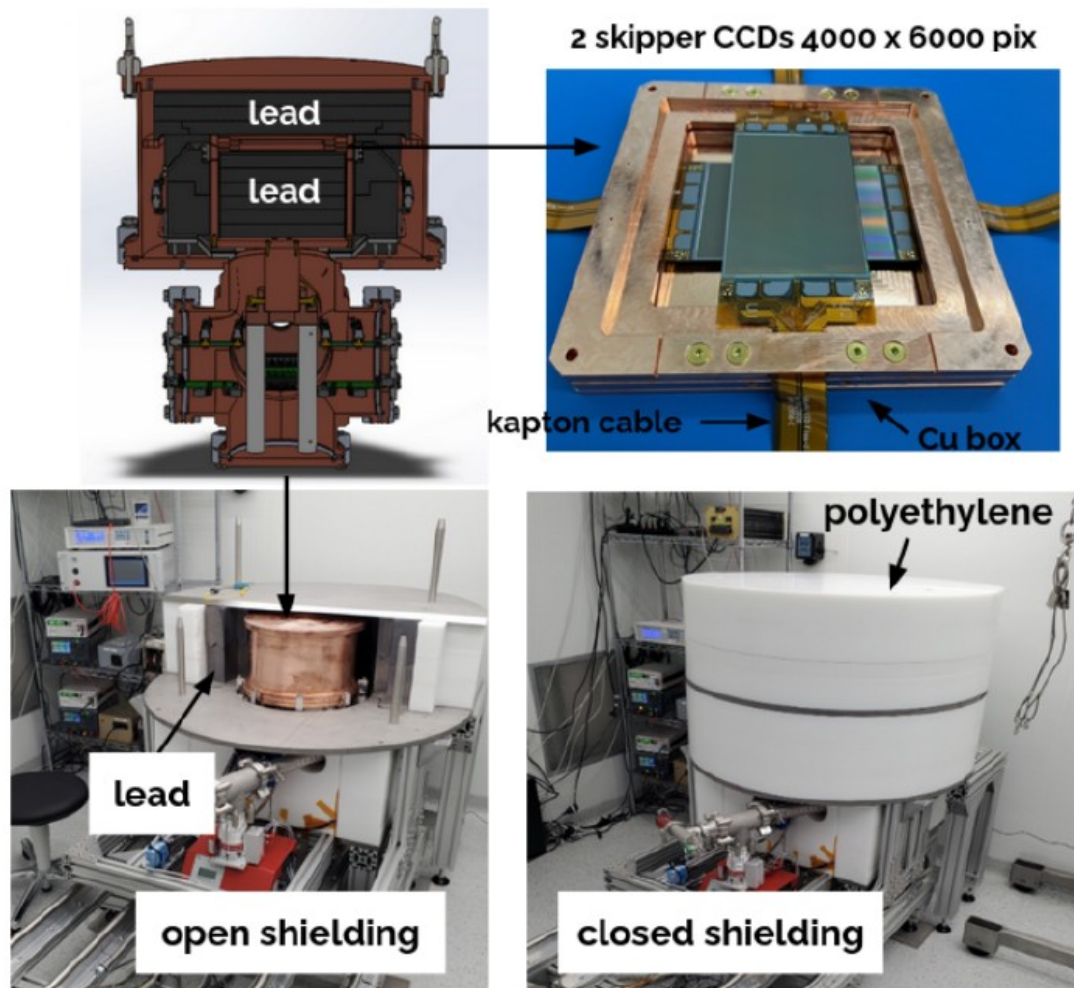 2 skipper CCDs 4000 x 6000 pix
lead
lead
kapton cable
Cu box
polyethylene
lead
open shielding
closed shielding